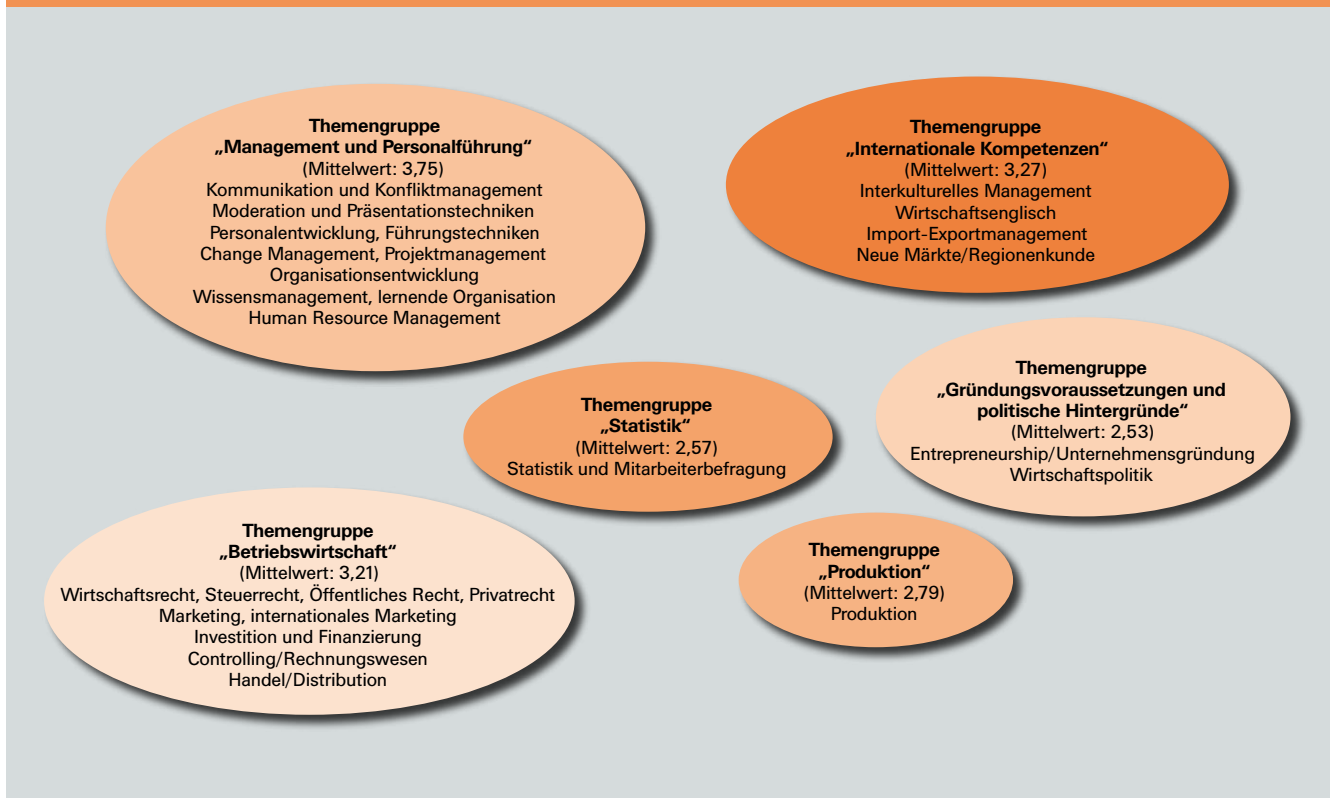 Themengruppe
„Management und Personalführung“
(Mittelwert: 3,75)
Kommunikation und Konfliktmanagement
Moderation und Präsentationstechniken
Personalentwicklung, Führungstechniken
Change Management, Projektmanagement
Organisationsentwicklung
Wissensmanagement, lernende Organisation
Human Resource Management
Themengruppe
„Internationale Kompetenzen“
(Mittelwert: 3,27)
Interkulturelles Management
Wirtschaftsenglisch
Import-Exportmanagement
Neue Märkte/Regionenkunde
Themengruppe
„Statistik“
(Mittelwert: 2,57)
Statistik und Mitarbeiterbefragung
Themengruppe
„Gründungsvoraussetzungen und
politische Hintergründe“
(Mittelwert: 2,53)
Entrepreneurship/Unternehmensgründung
Wirtschaftspolitik
Themengruppe
„Betriebswirtschaft“
(Mittelwert: 3,21)
Wirtschaftsrecht, Steuerrecht, Öffentliches Recht, Privatrecht
Marketing, internationales Marketing
Investition und Finanzierung
Controlling/Rechnungswesen
Handel/Distribution
Themengruppe
„Produktion“
(Mittelwert: 2,79)
Produktion